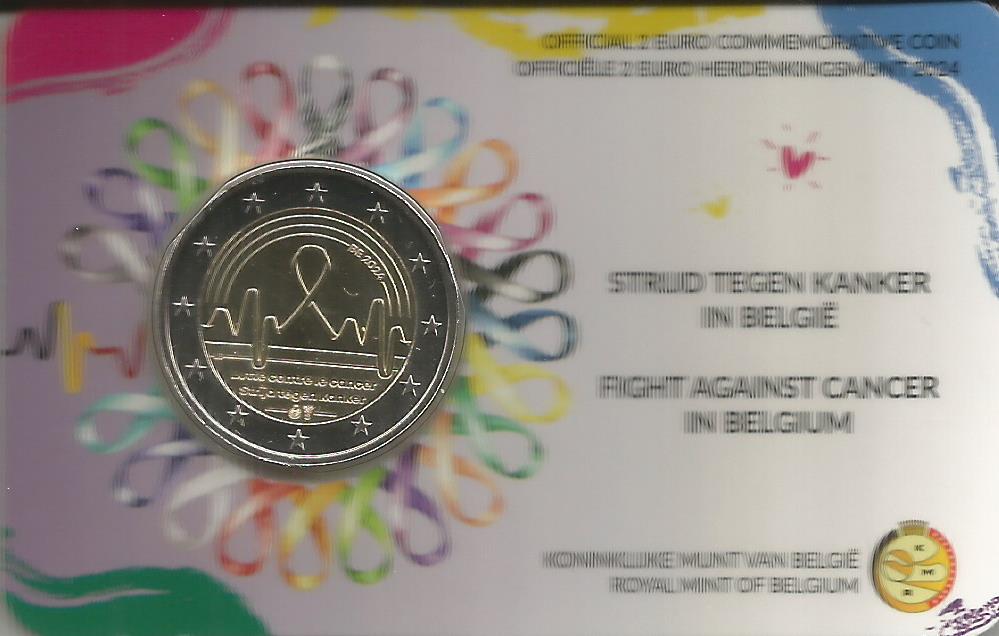 OFFICIAL 2 EURO COMMEMORATIVE COIN
OFFICIËLE 2 EURO HERDENKINGSMUNT 2024
BE 2024
Lutte contre le cancer
Strijd tegen kanker
STRIJD TEGEN KANKER
IN BELGIË
FIGHT AGAINST CANCER
IN BELGIUM
KONINKLIJKE MUNT VAN BELGIË
ROYAL MINT OF BELGIUM